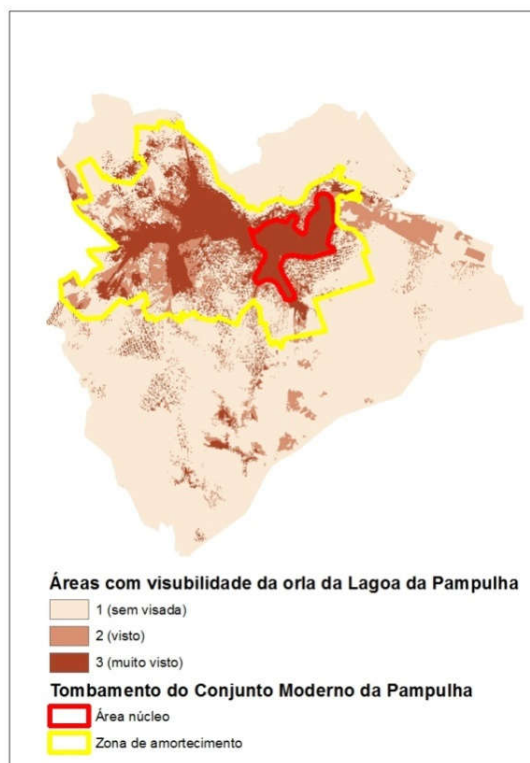 Áreas com visubilidade da orla da Lagoa da Pampulha
1 (sem visada)
2 (visto)
3 (muito visto)
Tombamento do Conjunto Moderno da Pampulha
Área núcleo
Zona de amortecimento